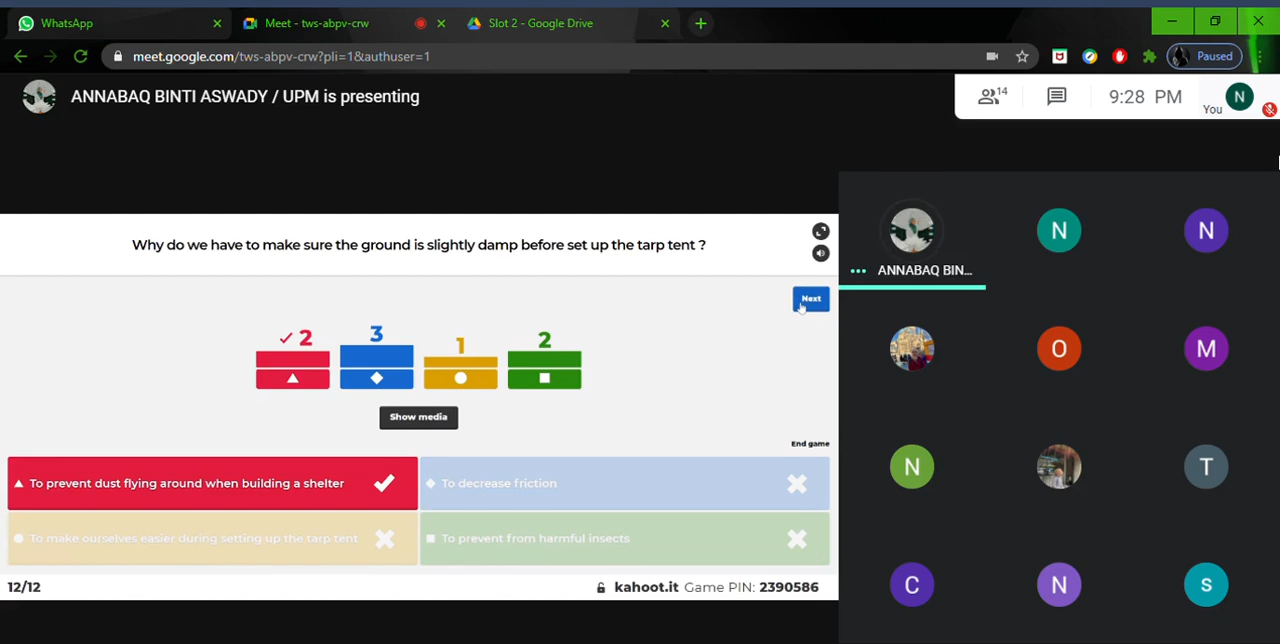 WhatsApp
Meet - tws-abpv-crw
Slot 2 - Google Drive
meet.google.com/tws-abpv-crw?pli=1&authuser=1
Paused
ANNABAQ BINTI ASWADY / UPM is presenting
14
9:28 PM
You
N
Why do we have to make sure the ground is slightly damp before set up the tarp tent ?
Next
2
3
1
2
Show media
End game
To prevent dust flying around when building a shelter
To decrease friction
To make ourselves easier during setting up the tarp tent
To prevent from harmful insects
12/12
kahoot.it Game PIN: 2390586
ANNABAQ BIN...
N
N
O
M
N
T
C
N
S